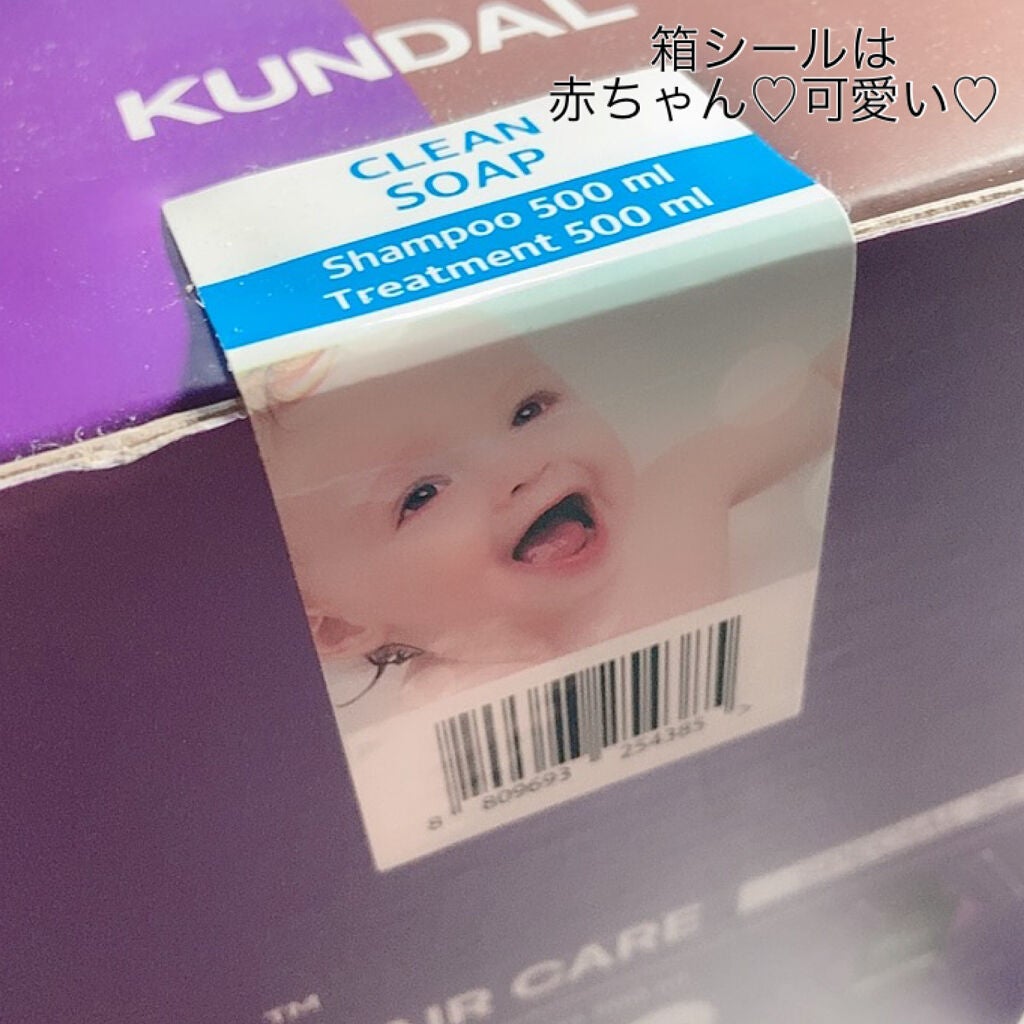 箱シールは
赤ちゃん♡可愛い♡
KUNDAL
CLEAN
SOAP
Shampoo 500 ml
Treatment 500 ml
8 809693 254385 >
™
CARE